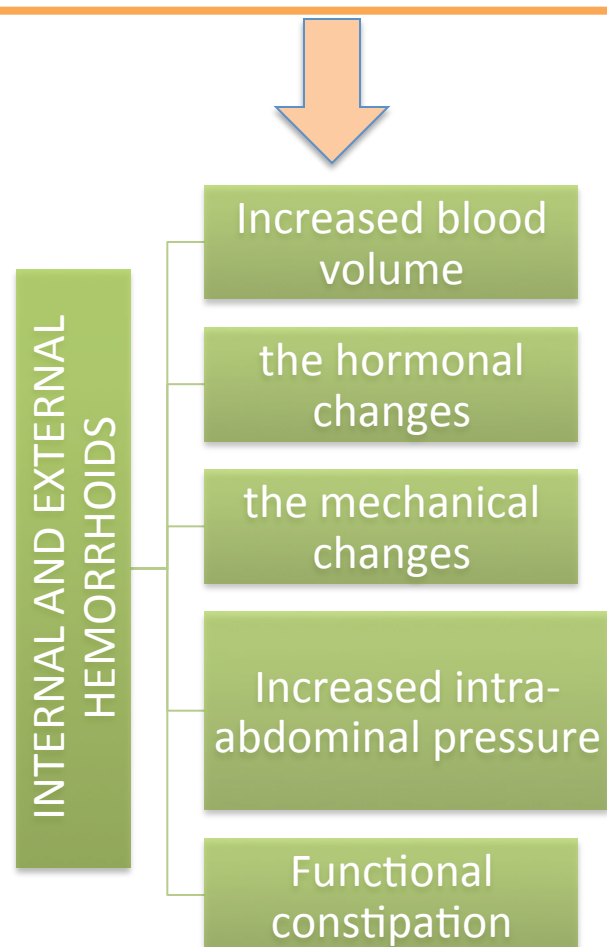 INTERNAL AND EXTERNAL
HEMORRHOIDS
Increased blood
volume
the hormonal
changes
the mechanical
changes
Increased intra-
abdominal pressure
Functional
constipation